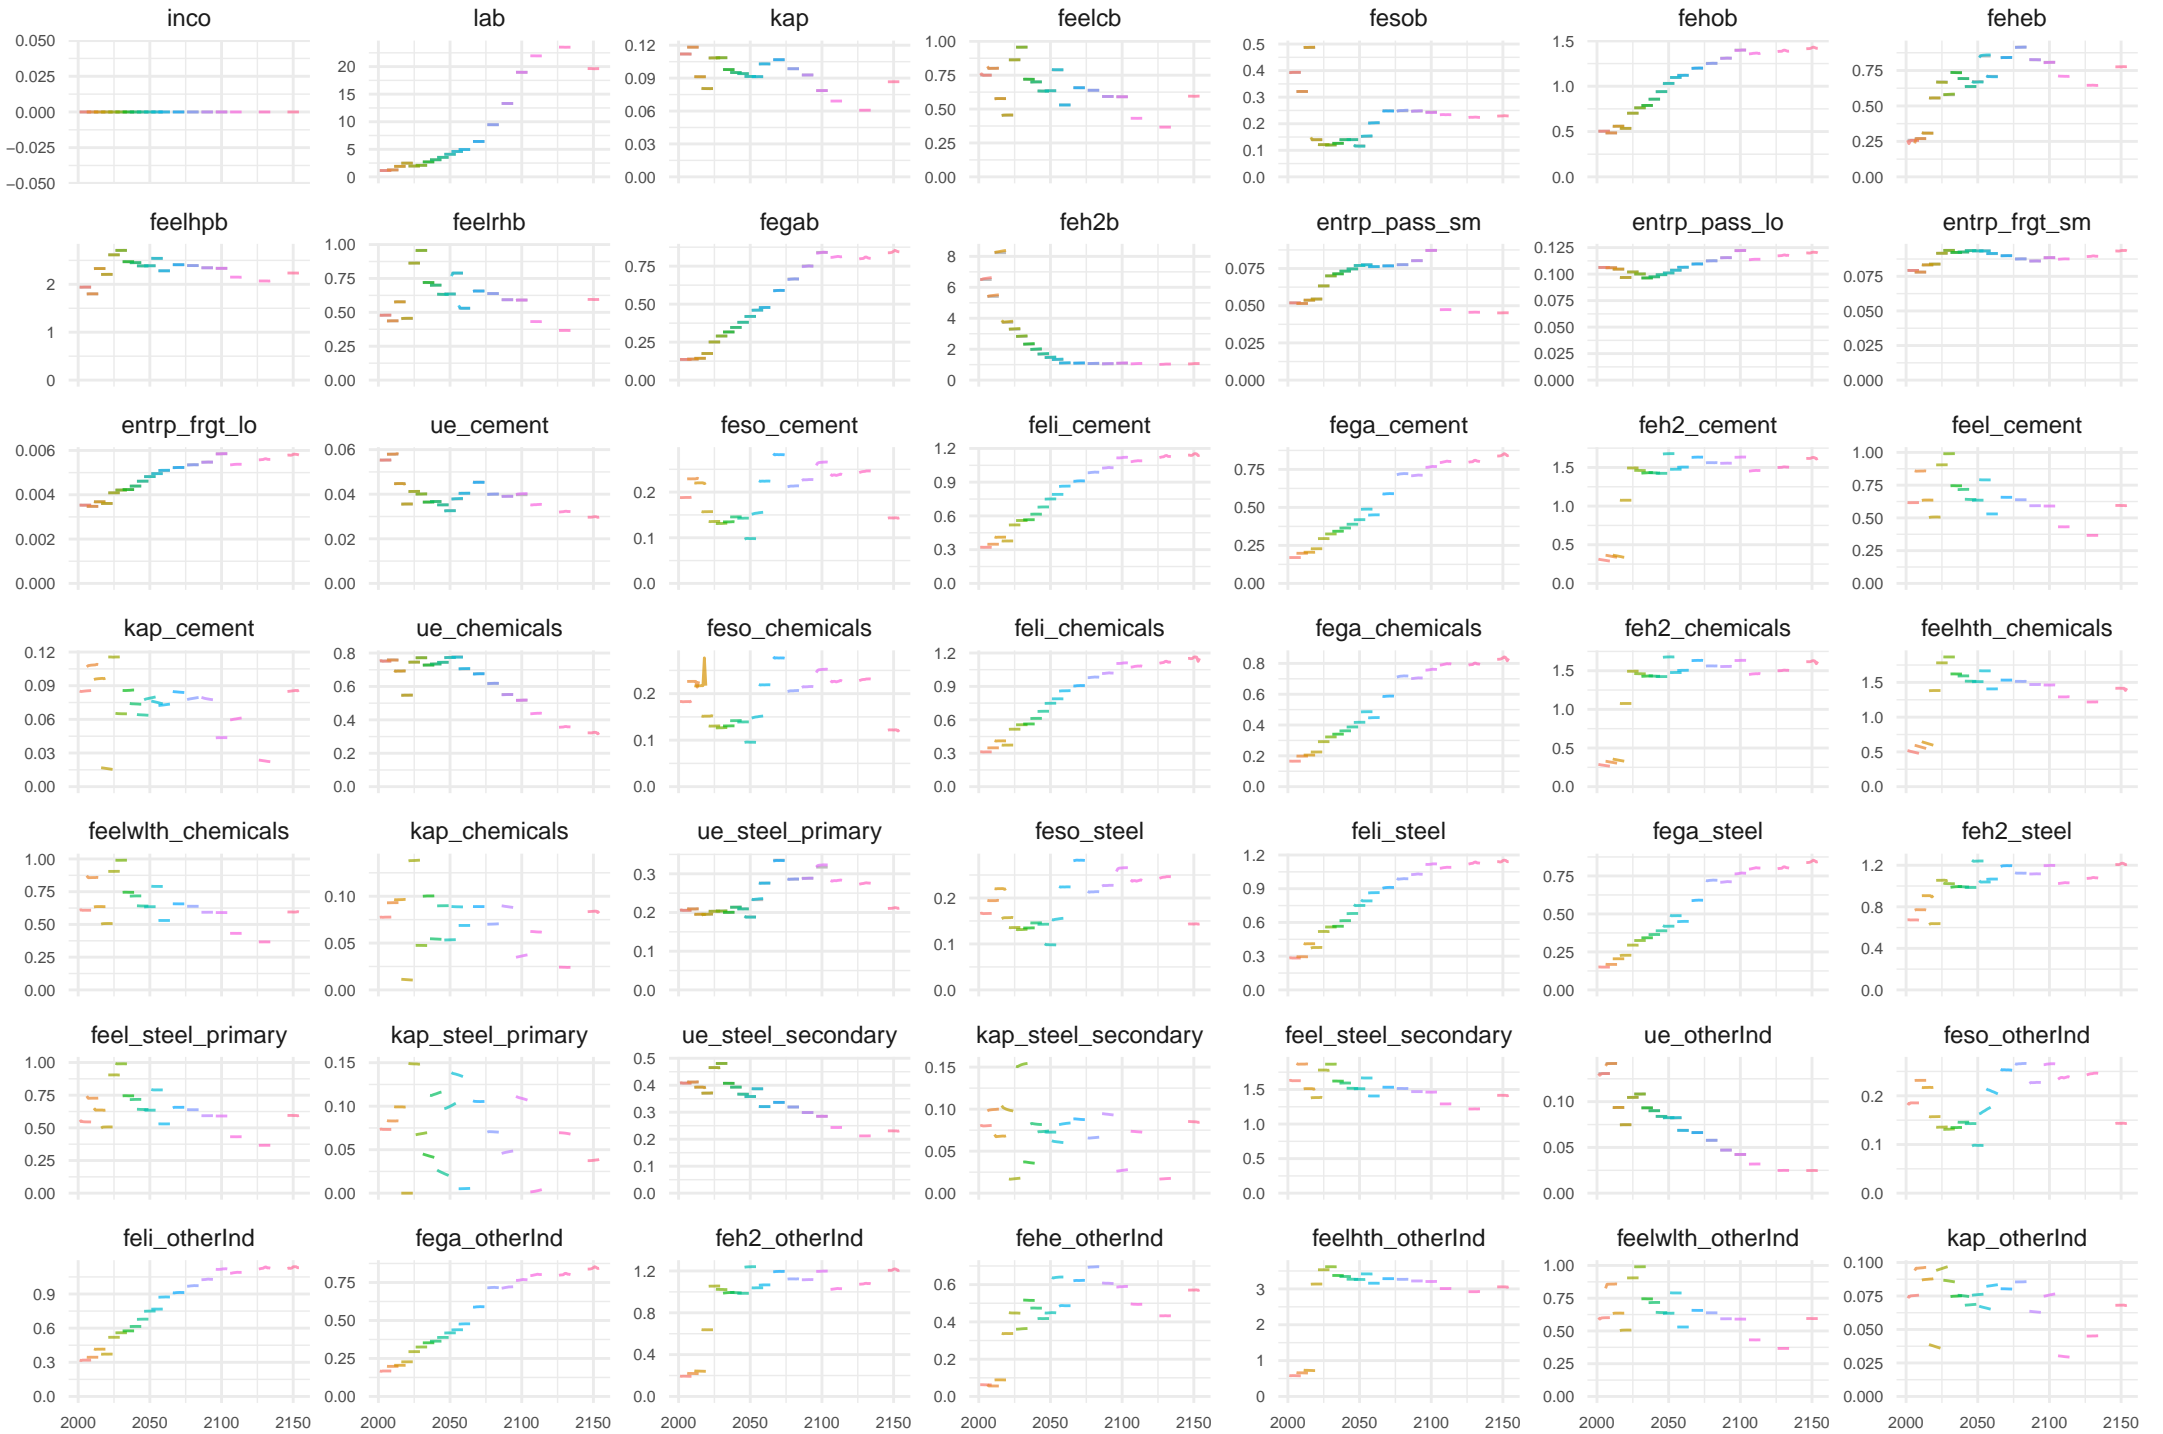 inco lab kap feelcb fesob fehob feheb
0.050 0.025 0.000 −0.025 −0.050
20 15 10 5 0
0.12 0.09 0.06 0.03 0.00
1.00 0.75 0.50 0.25 0.00
0.5 0.4 0.3 0.2 0.1 0.0
1.5 1.0 0.5 0.0
0.75 0.50 0.25 0.00
feelhpb feelrhb fegab feh2b entrp_pass_sm entrp_pass_lo entrp_frgt_sm
2 1 0
1.00 0.75 0.50 0.25 0.00
0.75 0.50 0.25 0.00
8 6 4 2 0
0.075 0.050 0.025 0.000
0.125 0.100 0.075 0.050 0.025 0.000
0.075 0.050 0.025 0.000
entrp_frgt_lo ue_cement feso_cement feli_cement fega_cement feh2_cement feel_cement
0.006 0.004 0.002 0.000
0.06 0.04 0.02 0.00
0.2 0.1 0.0
1.2 0.9 0.6 0.3 0.0
0.75 0.50 0.25 0.00
1.5 1.0 0.5 0.0
1.00 0.75 0.50 0.25 0.00
kap_cement ue_chemicals feso_chemicals feli_chemicals fega_chemicals feh2_chemicals feelhth_chemicals
0.12 0.09 0.06 0.03 0.00
0.8 0.6 0.4 0.2 0.0
0.2 0.1 0.0
1.2 0.9 0.6 0.3 0.0
0.8 0.6 0.4 0.2 0.0
1.5 1.0 0.5 0.0
1.5 1.0 0.5 0.0
feelwlth_chemicals kap_chemicals ue_steel_primary feso_steel feli_steel fega_steel feh2_steel
1.00 0.75 0.50 0.25 0.00
0.10 0.05 0.00
0.3 0.2 0.1 0.0
0.2 0.1 0.0
1.2 0.9 0.6 0.3 0.0
0.75 0.50 0.25 0.00
1.2 0.8 0.4 0.0
feel_steel_primary kap_steel_primary ue_steel_secondary kap_steel_secondary feel_steel_secondary ue_otherInd feso_otherInd
1.00 0.75 0.50 0.25 0.00
0.15 0.10 0.05 0.00
0.5 0.4 0.3 0.2 0.1 0.0
0.15 0.10 0.05 0.00
1.5 1.0 0.5 0.0
0.10 0.05 0.00
0.2 0.1 0.0
feli_otherInd fega_otherInd feh2_otherInd fehe_otherInd feelhth_otherInd feelwlth_otherInd kap_otherInd
0.9 0.6 0.3 0.0
0.75 0.50 0.25 0.00
1.2 0.8 0.4 0.0
0.6 0.4 0.2 0.0
3 2 1 0
1.00 0.75 0.50 0.25 0.00
0.100 0.075 0.050 0.025 0.000
2000 2050 2100 2150 2000 2050 2100 2150 2000 2050 2100 2150 2000 2050 2100 2150 2000 2050 2100 2150 2000 2050 2100 2150 2000 2050 2100 2150